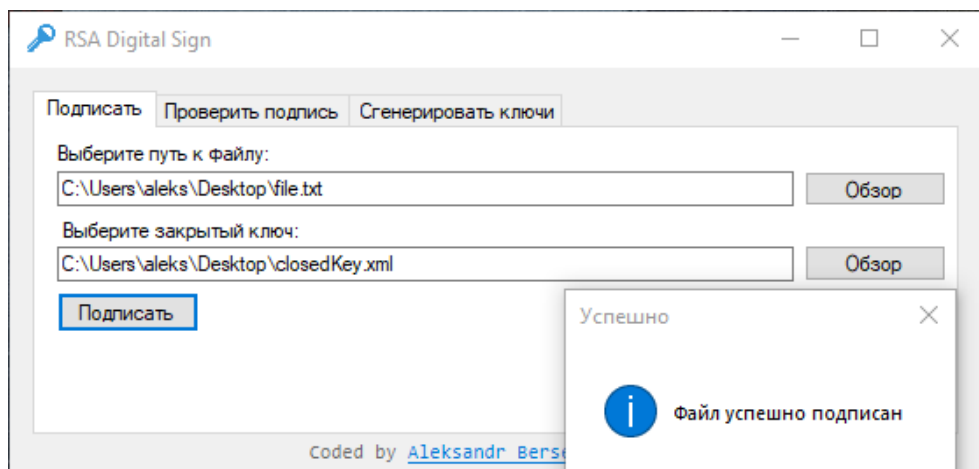 RSA Digital Sign
Подписать Проверить подпись Сгенерировать ключи
Выберите путь к файлу:
C:\Users\aleks\Desktop\file.txt Обзор
Выберите закрытый ключ:
C:\Users\aleks\Desktop\closedKey.xml Обзор
Подписать
Успешно
Файл успешно подписан
Coded by Aleksandr